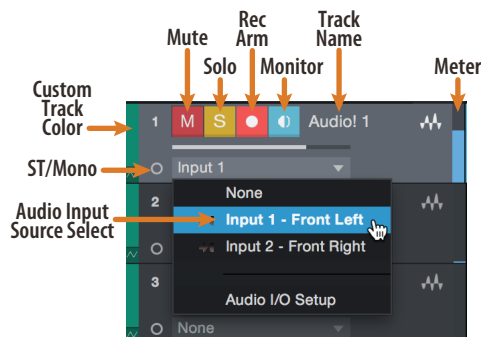 Mute
Solo
Rec
Arm
Monitor
Track
Name
Meter
Custom
Track
Color
1 M S Audio! 1
ST/Mono
Input 1
Audio Input
Source Select
2
None
Input 1 - Front Left
Input 2 - Front Right
3
Audio I/O Setup
None